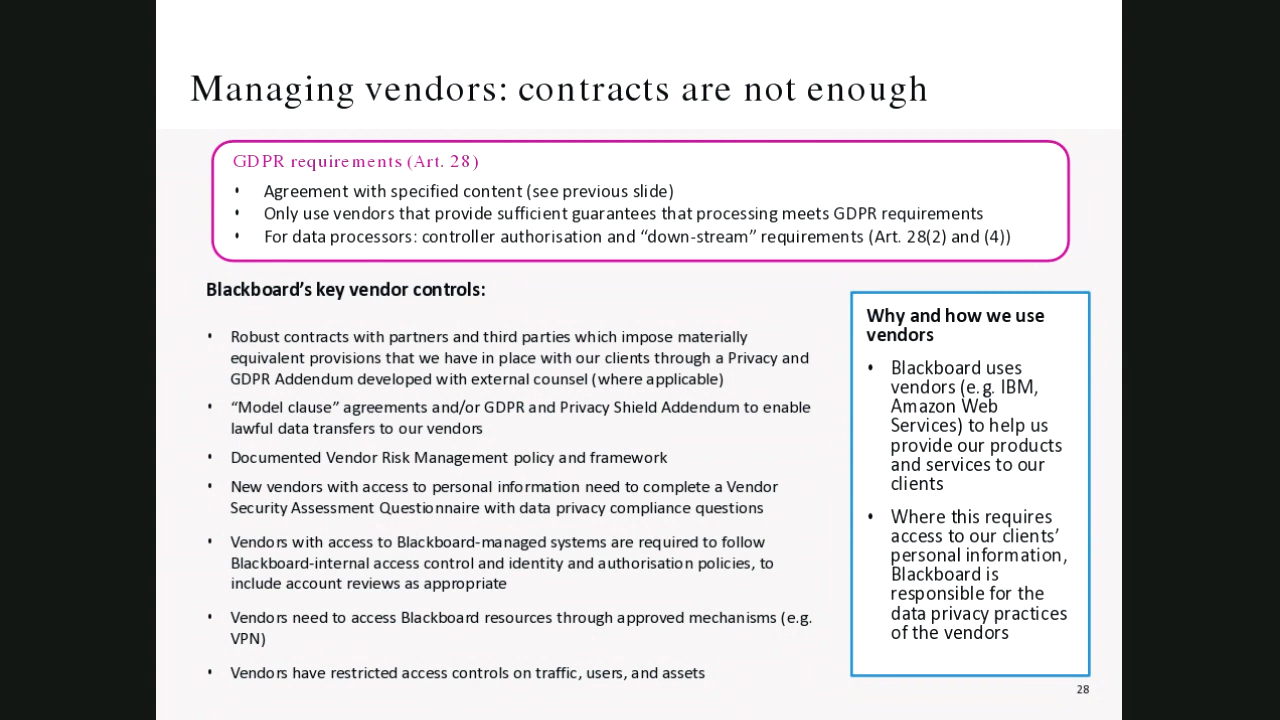 Managing vendors: contracts are not enough
GDPR requirements (Art. 28)
• Agreement with specified content (see previous slide)
• Only use vendors that provide sufficient guarantees that processing meets GDPR requirements
• For data processors: controller authorisation and “down-stream” requirements (Art. 28(2) and (4))
Blackboard’s key vendor controls:
• Robust contracts with partners and third parties which impose materially
equivalent provisions that we have in place with our clients through a Privacy and
GDPR Addendum developed with external counsel (where applicable)
• “Model clause” agreements and/or GDPR and Privacy Shield Addendum to enable
lawful data transfers to our vendors
• Documented Vendor Risk Management policy and framework
• New vendors with access to personal information need to complete a Vendor
Security Assessment Questionnaire with data privacy compliance questions
• Vendors with access to Blackboard-managed systems are required to follow
Blackboard-internal access control and identity and authorisation policies, to
include account reviews as appropriate
• Vendors need to access Blackboard resources through approved mechanisms (e.g.
VPN)
• Vendors have restricted access controls on traffic, users, and assets
Why and how we use
vendors
• Blackboard uses
vendors (e.g. IBM,
Amazon Web
Services) to help us
provide our products
and services to our
clients
• Where this requires
access to our clients’
personal information,
Blackboard is
responsible for the
data privacy practices
of the vendors
28